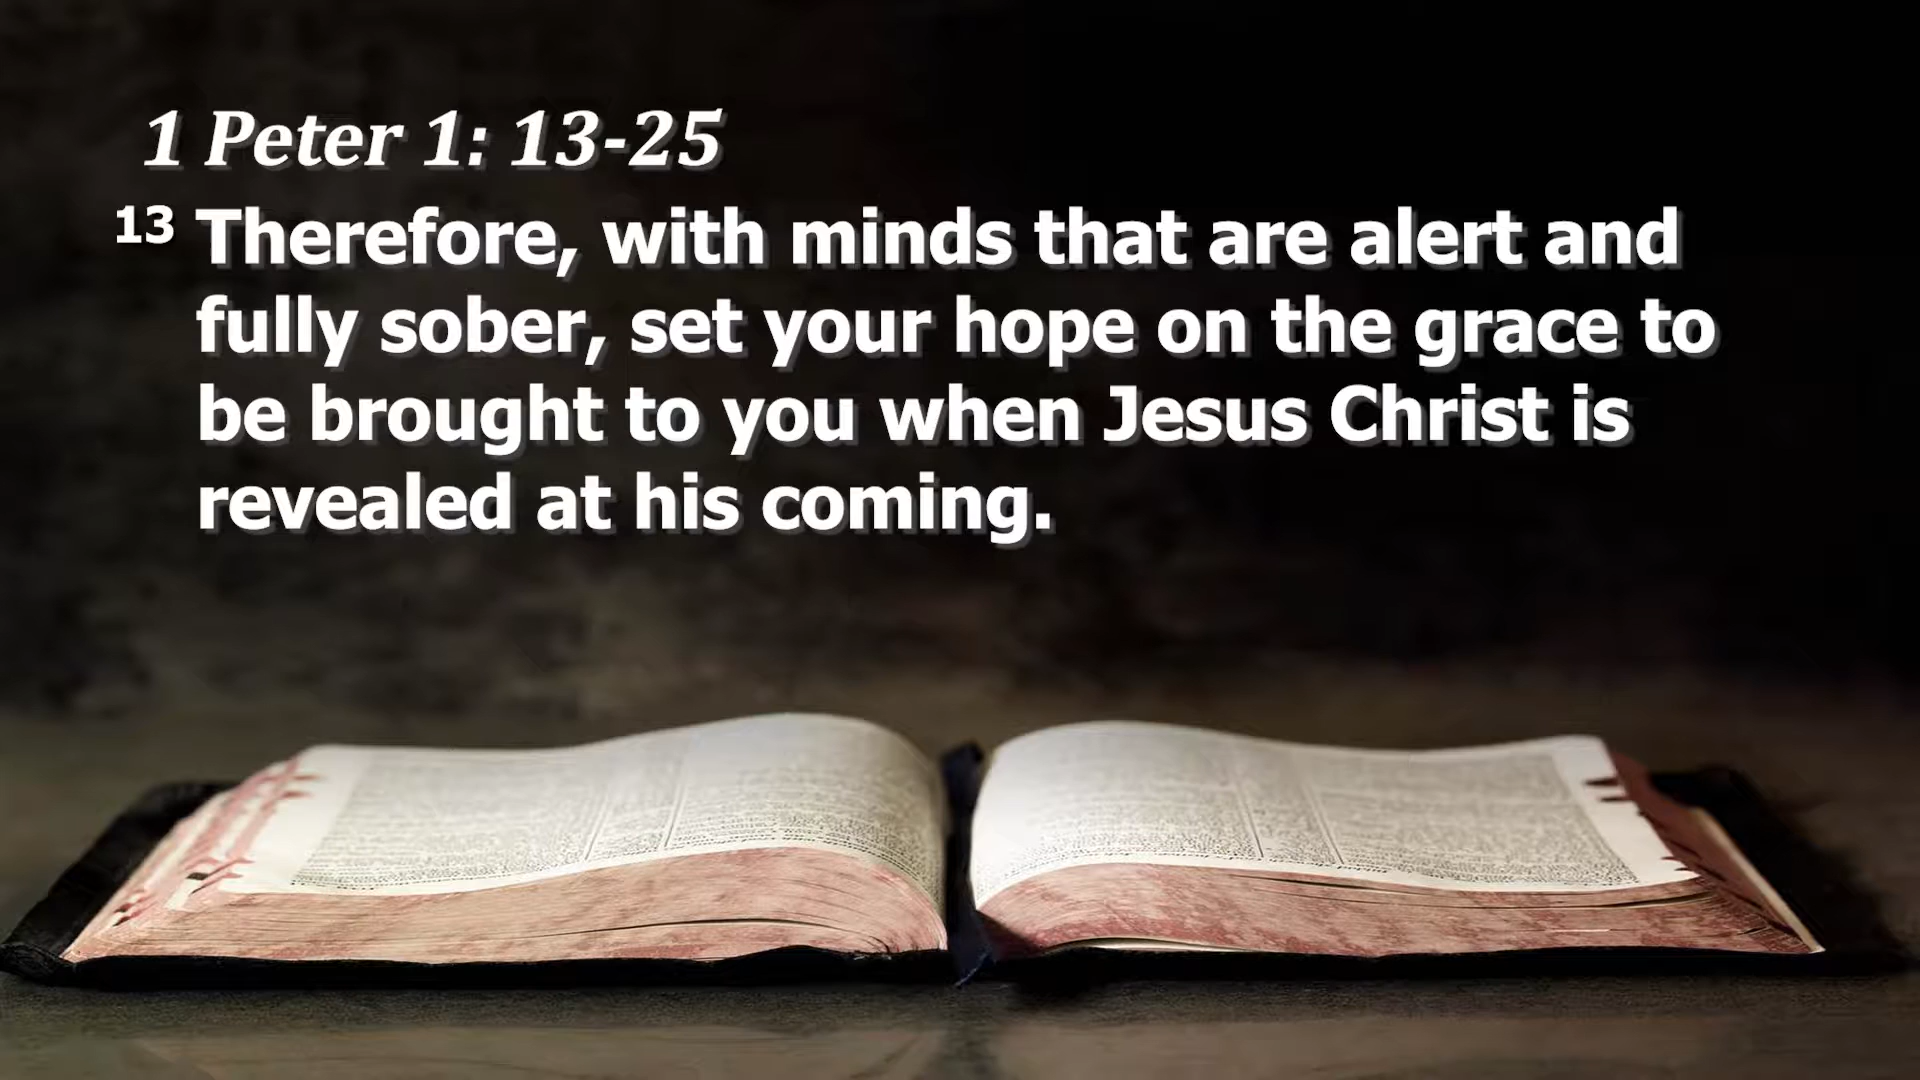 1 Peter 1: 13-25
13 Therefore, with minds that are alert and
fully sober, set your hope on the grace to
be brought to you when Jesus Christ is
revealed at his coming.